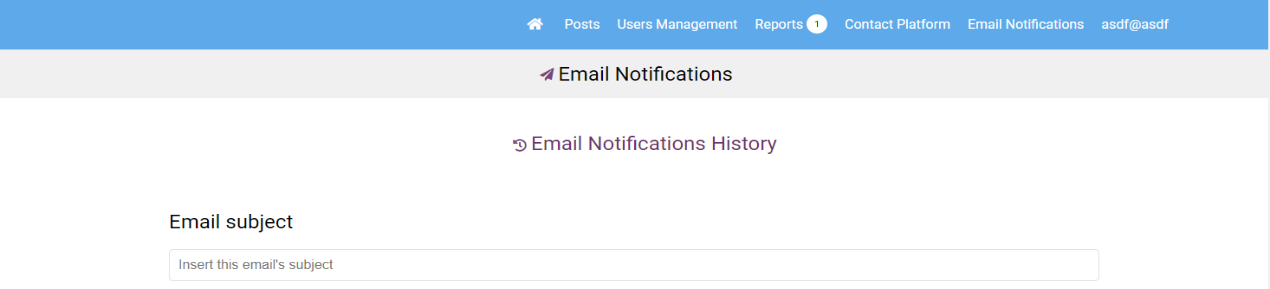 Posts Users Management Reports 1 Contact Platform Email Notifications asdf@asdf
Email Notifications
Email Notifications History
Email subject
Insert this email's subject